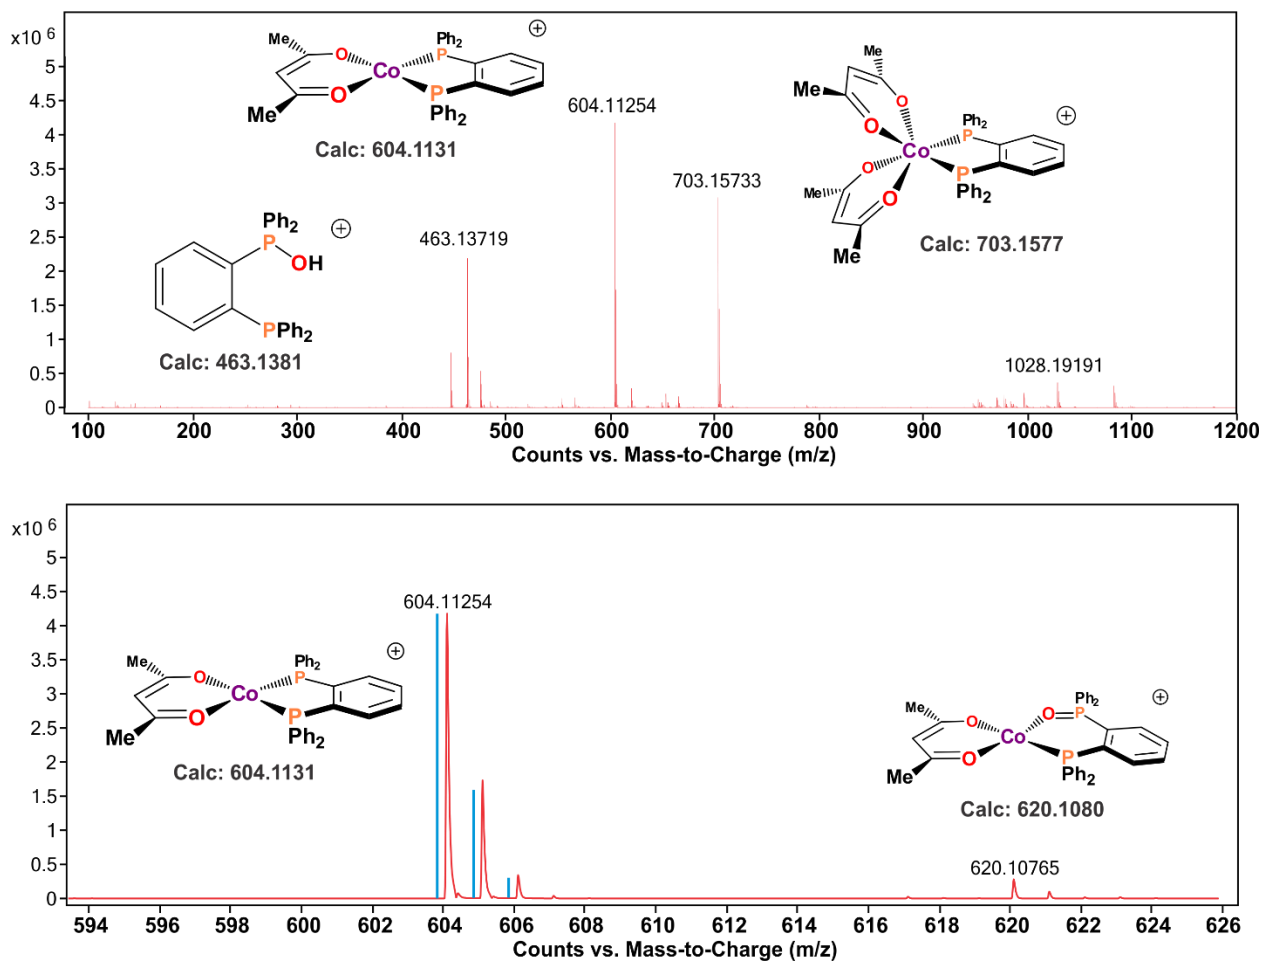 x10 6
5
4.5
4
3.5
3
2.5
2
1.5
1
0.5
0
100 200 300 400 500 600 700 800 900 1000 1100 1200
Counts vs. Mass-to-Charge (m/z)
Me
O
Co
O
Me
Ph2
P
P
Ph2
+
Calc: 604.1131
604.11254
703.15733
463.13719
1028.19191
Ph2
P
OH
PPh2
+
Calc: 463.1381
Me
Me
O
O
Co
O
O
Me
Me
Ph2
P
P
Ph2
+
Calc: 703.1577
x10 6
5
4.5
4
3.5
3
2.5
2
1.5
1
0.5
0
594 596 598 600 602 604 606 608 610 612 614 616 618 620 622 624 626
Counts vs. Mass-to-Charge (m/z)
604.11254
Me
O
Co
O
Me
Ph2
P
P
Ph2
+
Calc: 604.1131
Me
O
Co
O
Me
O=P
Ph2
P
Ph2
+
Calc: 620.1080
620.10765